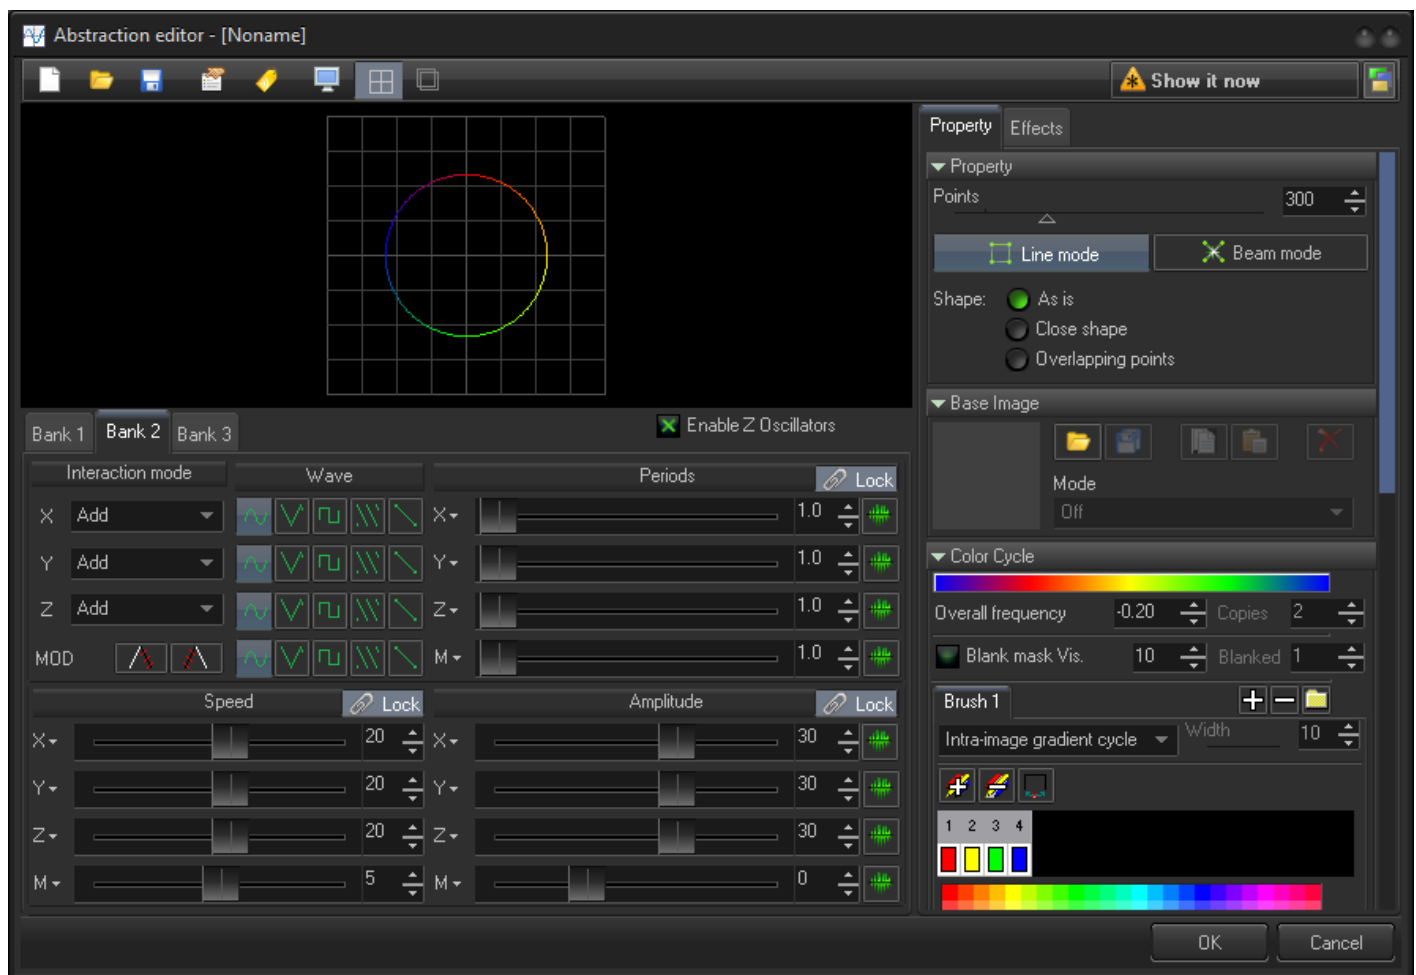 Abstraction editor - [Noname]
Show it now
Property Effects
Property
Points 300
Line mode Beam mode
Shape: As is
Close shape
Overlapping points
Base Image
Mode
Off
Color Cycle
Overall frequency -0.20 Copies 2
Blank mask Vis. 10 Blanked 1
Brush 1
Intra-image gradient cycle Width 10
1 2 3 4
Bank 1 Bank 2 Bank 3 Enable Z Oscillators
Interaction mode Wave Periods Lock
X Add X 1.0
Y Add Y 1.0
Z Add Z 1.0
MOD M 1.0
Speed Lock Amplitude Lock
X 20 X 30
Y 20 Y 30
Z 20 Z 30
M 5 M 0
OK Cancel